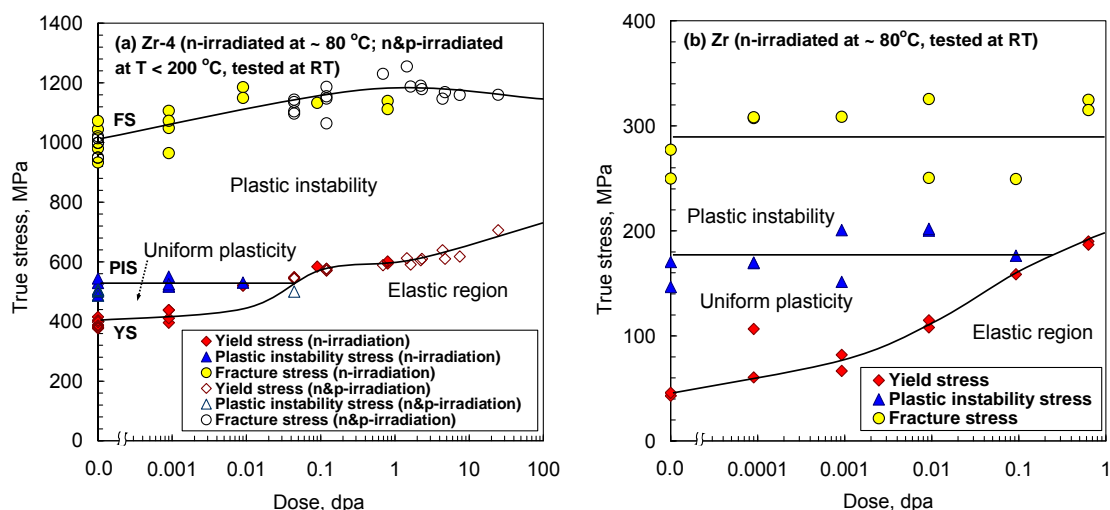 1400
1200
1000
800
600
400
200
0
True stress, MPa
(a) Zr-4 (n-irradiated at ~ 80 °C; n&p-irradiated
at T < 200 °C, tested at RT)
FS
Plastic instability
Uniform plasticity
PIS
YS
Elastic region
Yield stress (n-irradiation)
Plastic instability stress (n-irradiation)
Fracture stress (n-irradiation)
Yield stress (n&p-irradiation)
Plastic instability stress (n&p-irradiation)
Fracture stress (n&p-irradiation)
0.0 0.001 0.01 0.1 1 10 100
Dose, dpa
400
300
200
100
0
True stress, MPa
(b) Zr (n-irradiated at ~ 80°C, tested at RT)
Plastic instability
Uniform plasticity
Elastic region
Yield stress
Plastic instability stress
Fracture stress
0.0 0.0001 0.001 0.01 0.1 1
Dose, dpa